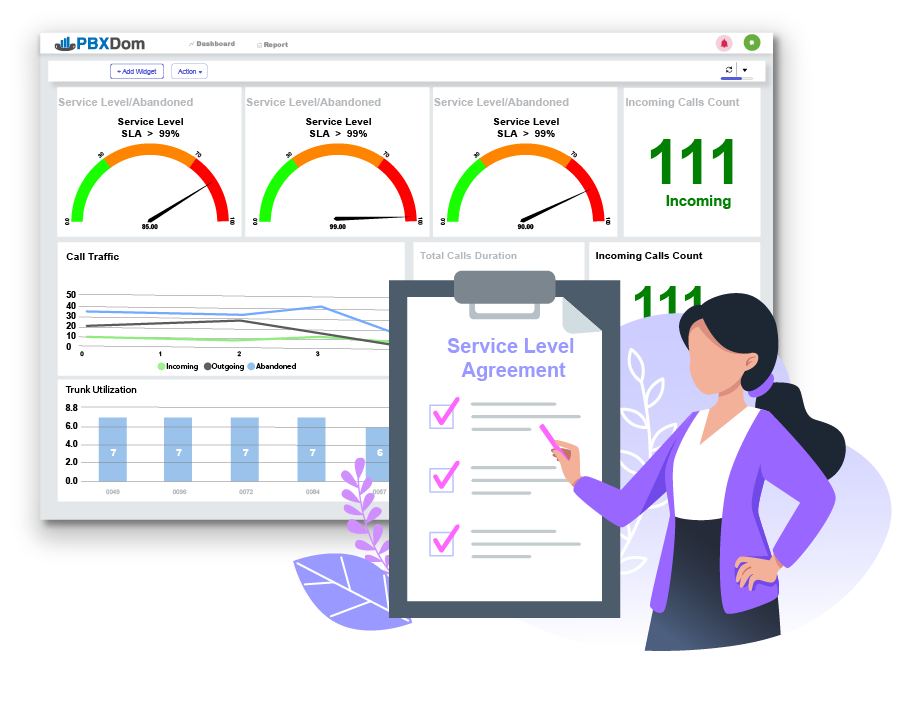 PBXDom
Dashboard
Report
+ Add Widget
Action
Service Level/Abandoned
Service Level
SLA > 99%
0.0
30
70
100
85.00
Service Level/Abandoned
Service Level
SLA > 99%
0.0
30
70
100
99.00
Service Level/Abandoned
Service Level
SLA > 99%
0.0
30
70
100
90.00
Incoming Calls Count
111
Incoming
Call Traffic
50
40
30
20
10
0
0 1 2 3
Incoming Outgoing Abandoned
Total Calls Duration
Incoming Calls Count
111
Trunk Utilization
8.8
6.0
4.0
2.0
0.0
7 7 7 7 6
0049 0096 0072 0084 0087
Service Level
Agreement